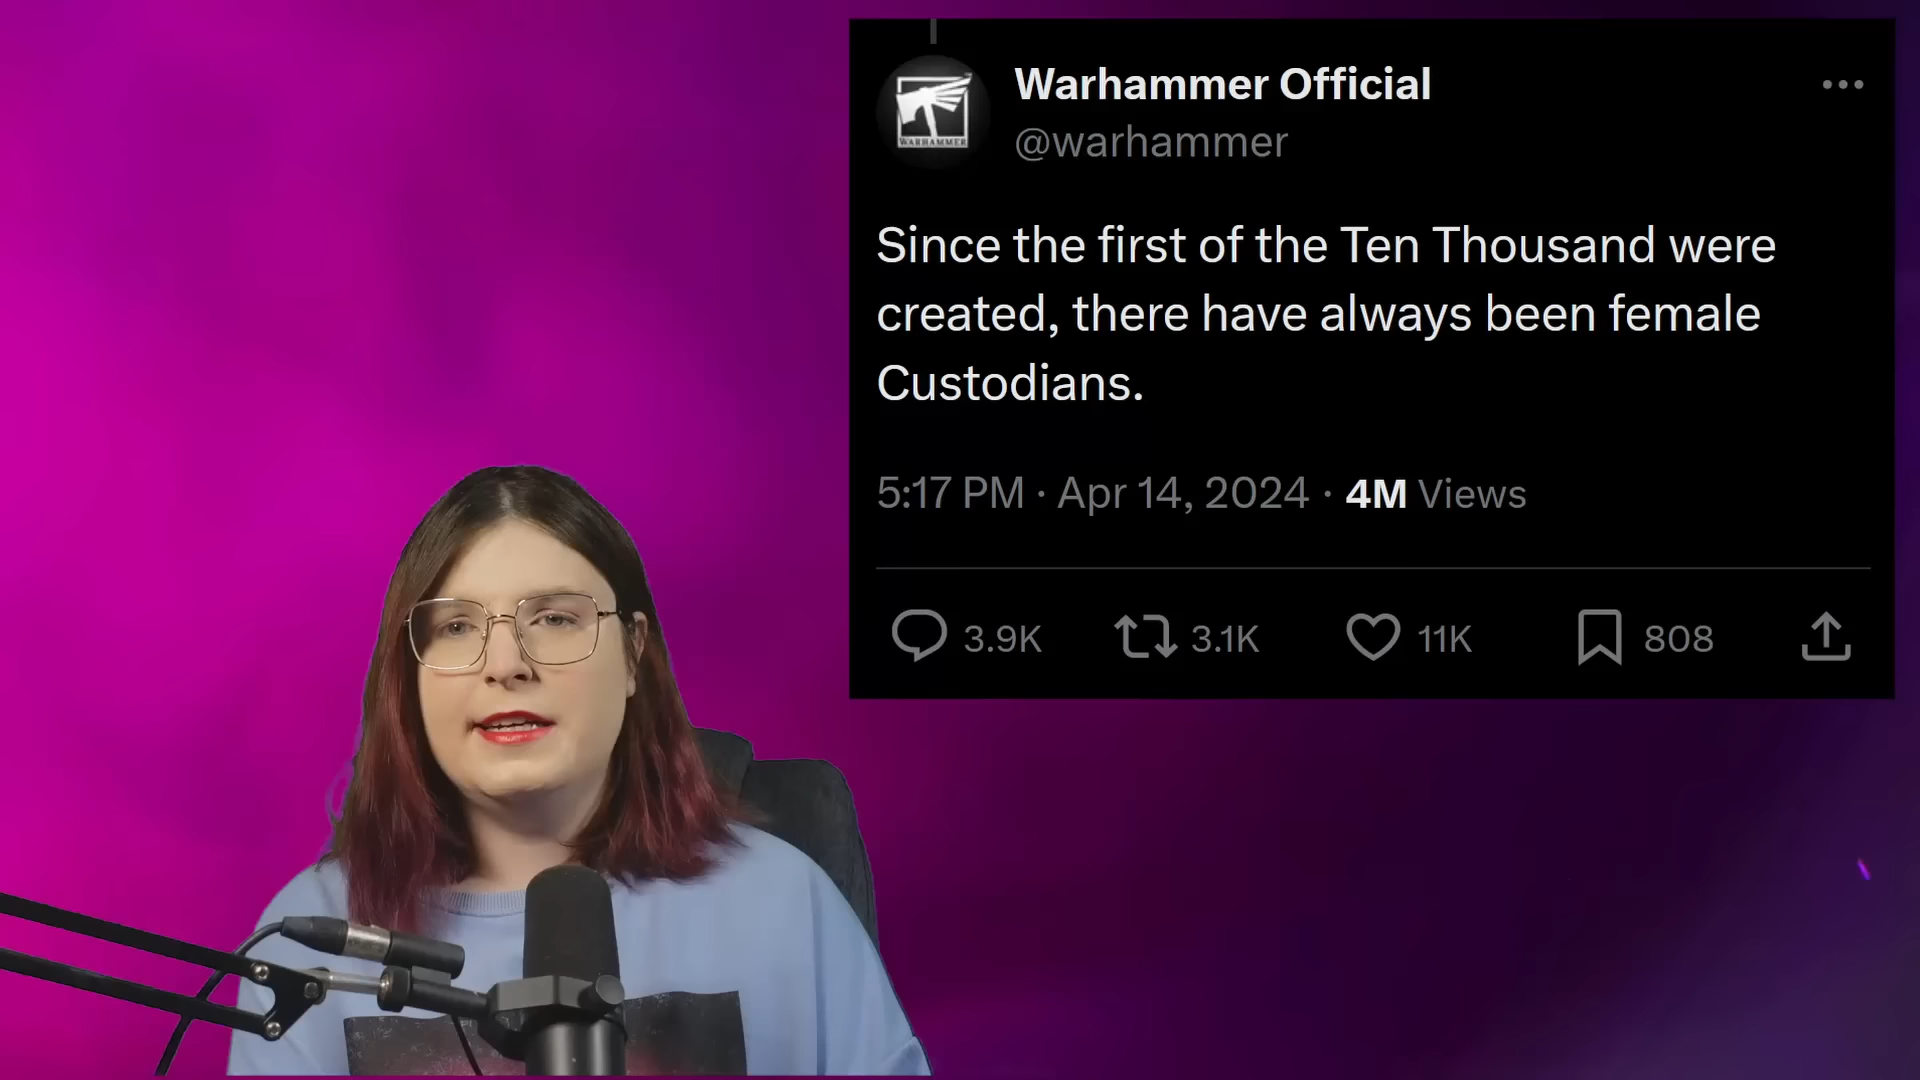 Warhammer Official
@warhammer
WARHAMMER
Since the first of the Ten Thousand were
created, there have always been female
Custodians.
5:17 PM · Apr 14, 2024 · 4M Views
3.9K 3.1K 11K 808